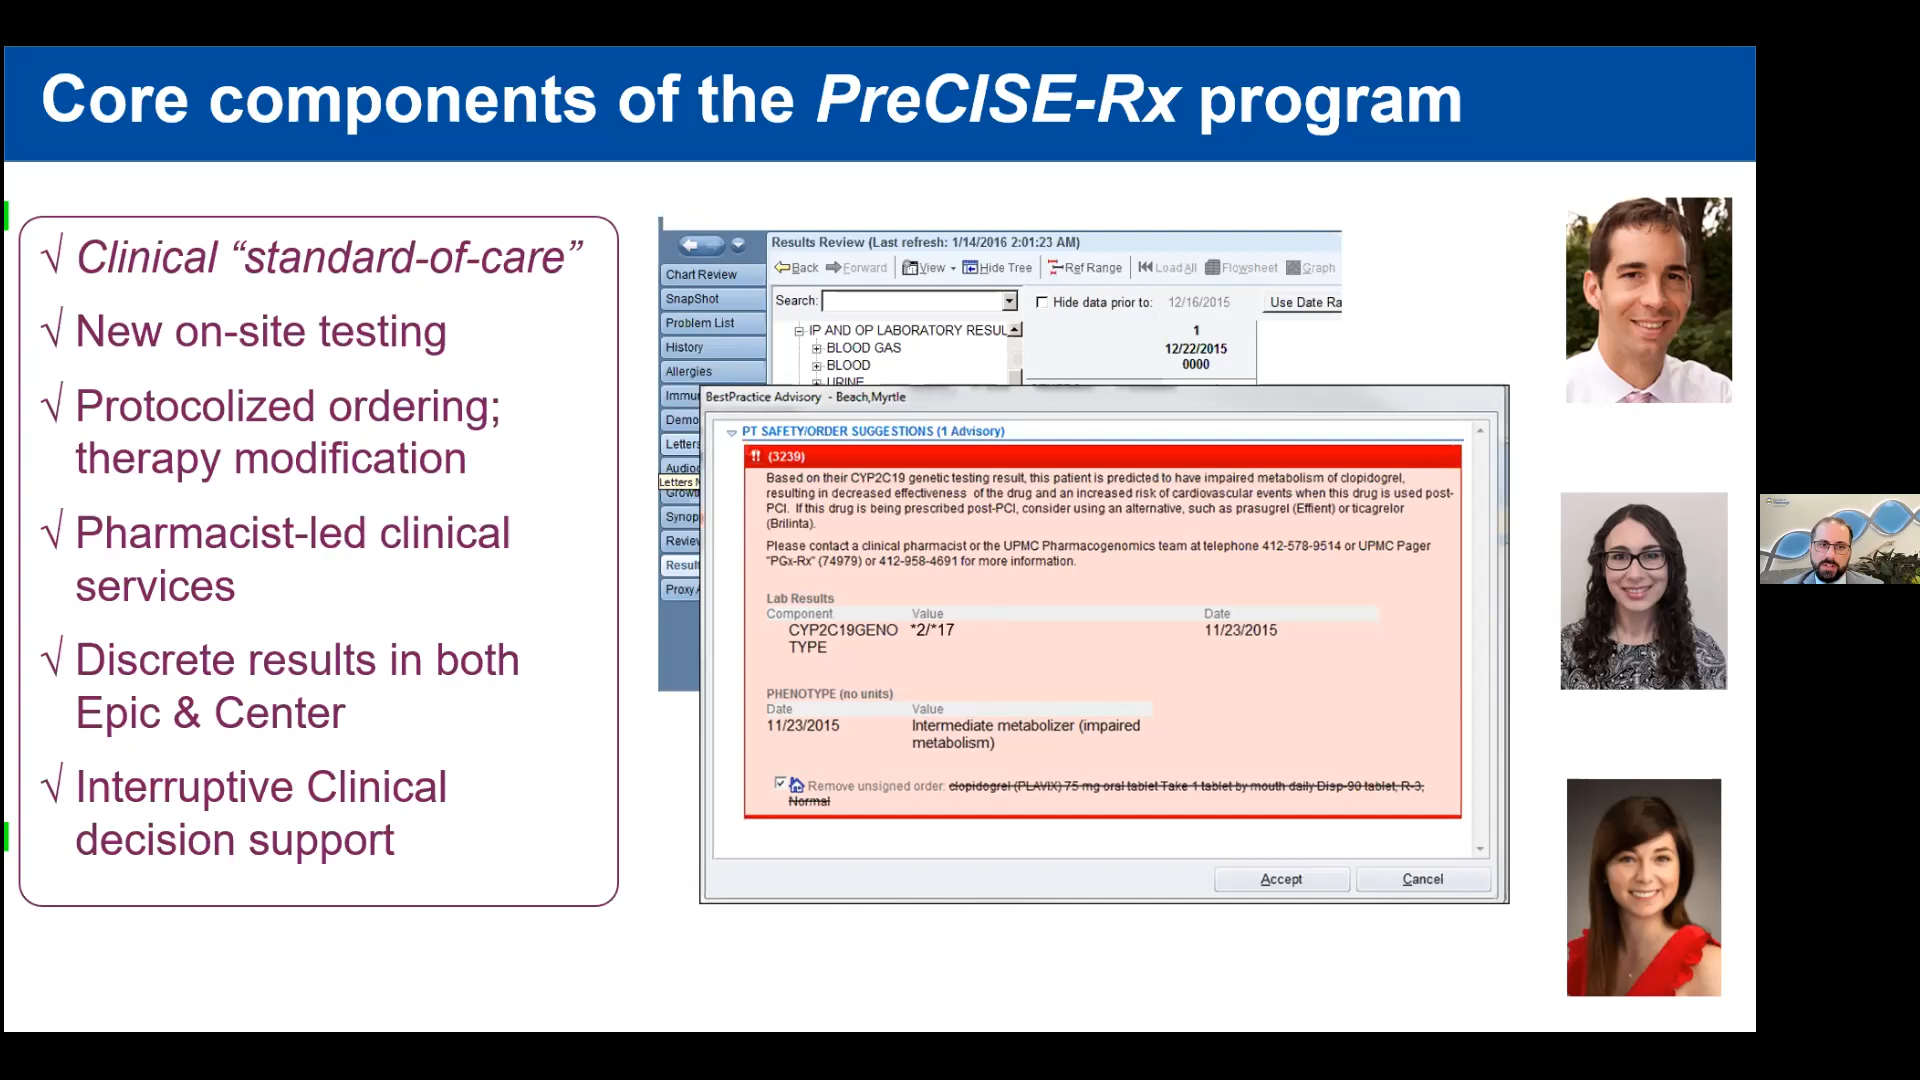 Core components of the PreCISE-Rx program
√ Clinical “standard-of-care”
√ New on-site testing
√ Protocolized ordering;
therapy modification
√ Pharmacist-led clinical
services
√ Discrete results in both
Epic & Center
√ Interruptive Clinical
decision support
Results Review (Last refresh: 1/14/2016 2:01:23 AM)
Back Forward View Hide Tree Ref Range Load All Flowsheet Graph
Search: Hide data prior to: 12/16/2015 Use Date Ra
Chart Review
SnapShot
Problem List
History
Allergies
Immu
Demo
Letters
Audio
Letters
Growt
Synop
Review
Result
Proxy A
IP AND OP LABORATORY RESUL
BLOOD GAS
BLOOD
URINE
1
12/22/2015
0000
BestPractice Advisory - Beach,Myrtle
PT SAFETY/ORDER SUGGESTIONS (1 Advisory)
!! (3239)
Based on their CYP2C19 genetic testing result, this patient is predicted to have impaired metabolism of clopidogrel,
resulting in decreased effectiveness of the drug and an increased risk of cardiovascular events when this drug is used post-
PCI. If this drug is being prescribed post-PCI, consider using an alternative, such as prasugrel (Effient) or ticagrelor
(Brilinta).
Please contact a clinical pharmacist or the UPMC Pharmacogenomics team at telephone 412-578-9514 or UPMC Pager
"PGx-Rx" (74979) or 412-958-4691 for more information.
Lab Results
Component Value Date
CYP2C19GENO *2/*17 11/23/2015
TYPE
PHENOTYPE (no units)
Date Value
11/23/2015 Intermediate metabolizer (impaired
metabolism)
Remove unsigned order: clopidogrel (PLAVIX) 75 mg oral tablet Take 1 tablet by mouth daily Disp-90 tablet, R-3,
Normal
Accept Cancel